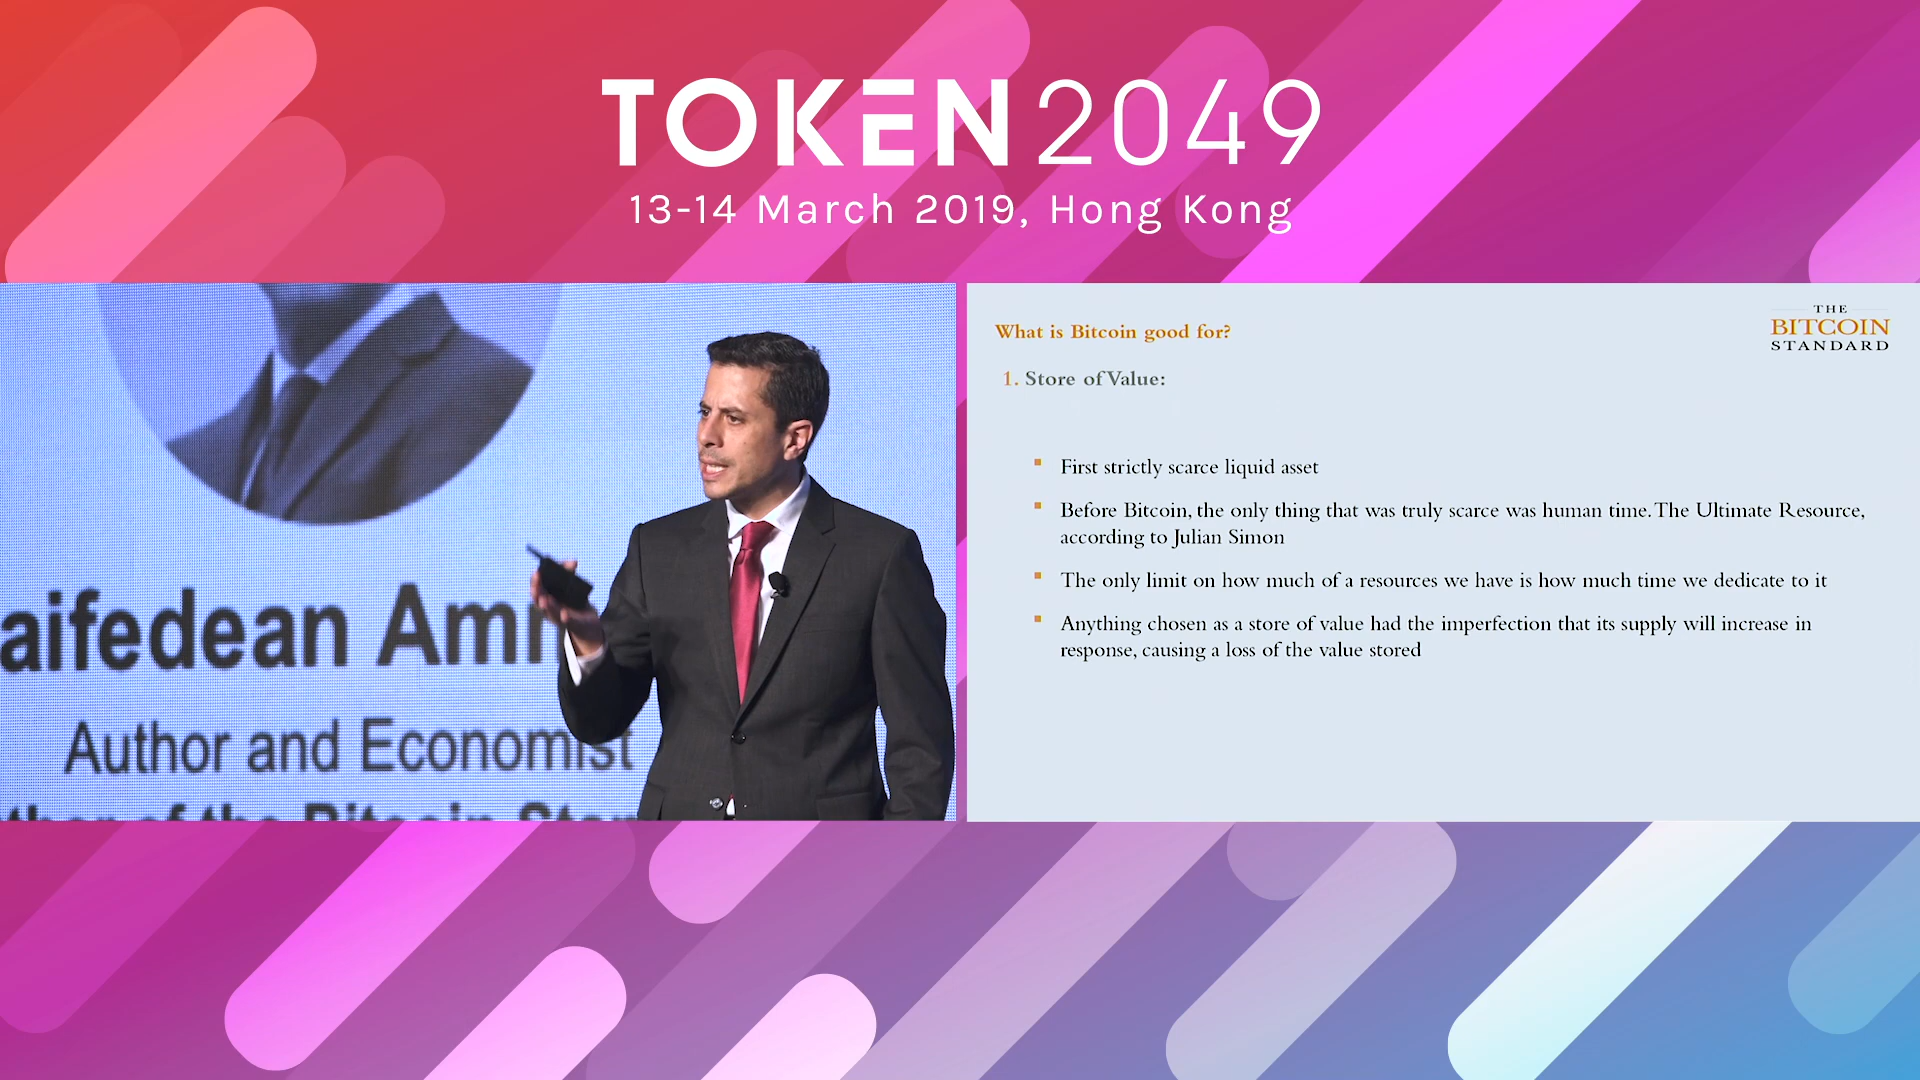 TOKEN2049
13-14 March 2019, Hong Kong
aifedean Am
Author and Economist
of the Bitcoin
THE
BITCOIN
STANDARD
What is Bitcoin good for?
1. Store of Value:
First strictly scarce liquid asset
Before Bitcoin, the only thing that was truly scarce was human time. The Ultimate Resource,
according to Julian Simon
The only limit on how much of a resources we have is how much time we dedicate to it
Anything chosen as a store of value had the imperfection that its supply will increase in
response, causing a loss of the value stored